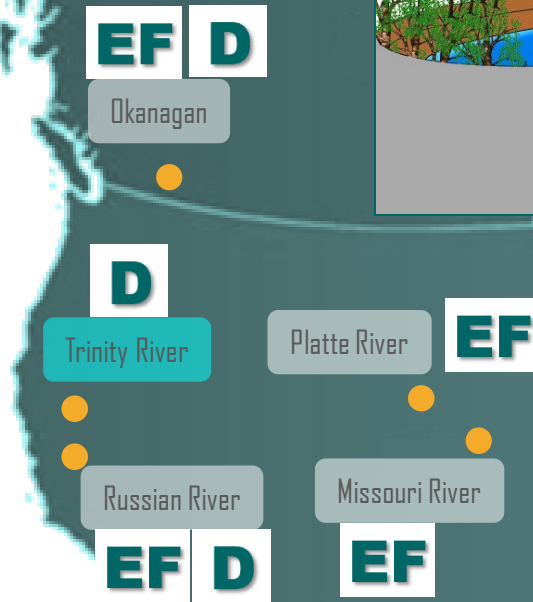 EF D
Okanagan
D
Trinity River
Platte River EF
Russian River
Missouri River
EF D
EF